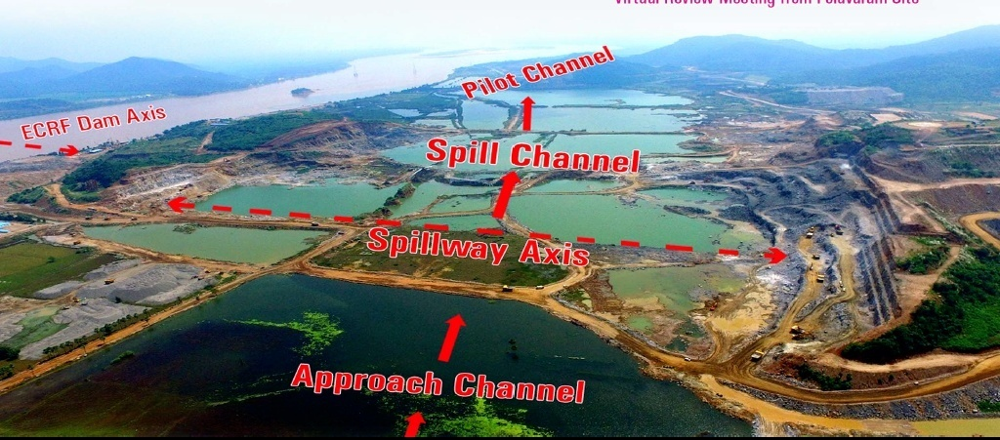 Virtual Review Meeting from Polavaram Site
Pilot Channel
ECRF Dam Axis
Spill Channel
Spillway Axis
Approach Channel